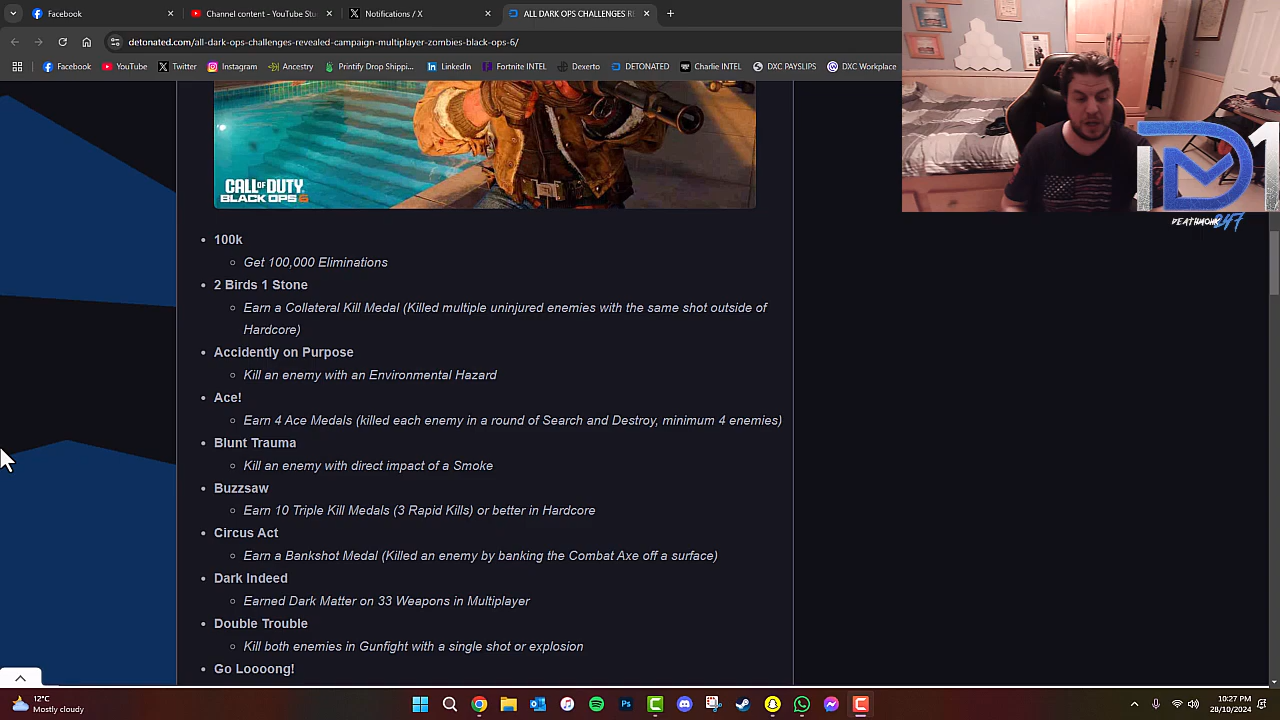 Facebook
Channel content - YouTube Stu
Notifications / X
ALL DARK OPS CHALLENGES RE
detonated.com/all-dark-ops-challenges-revealed-campaign-multiplayer-zombies-black-ops-6/
Facebook
YouTube
Twitter
Instagram
Ancestry
Printify Drop Shippi...
LinkedIn
Fortnite INTEL
Dexerto
DETONATED
Charlie INTEL
DXC PAYSLIPS
DXC Workplace
CALL OF DUTY
BLACK OPS 6
100k
Get 100,000 Eliminations
2 Birds 1 Stone
Earn a Collateral Kill Medal (Killed multiple uninjured enemies with the same shot outside of
Hardcore)
Accidently on Purpose
Kill an enemy with an Environmental Hazard
Ace!
Earn 4 Ace Medals (killed each enemy in a round of Search and Destroy, minimum 4 enemies)
Blunt Trauma
Kill an enemy with direct impact of a Smoke
Buzzsaw
Earn 10 Triple Kill Medals (3 Rapid Kills) or better in Hardcore
Circus Act
Earn a Bankshot Medal (Killed an enemy by banking the Combat Axe off a surface)
Dark Indeed
Earned Dark Matter on 33 Weapons in Multiplayer
Double Trouble
Kill both enemies in Gunfight with a single shot or explosion
Go Loooong!
247
12°C
Mostly cloudy
10:27 PM
28/10/2024